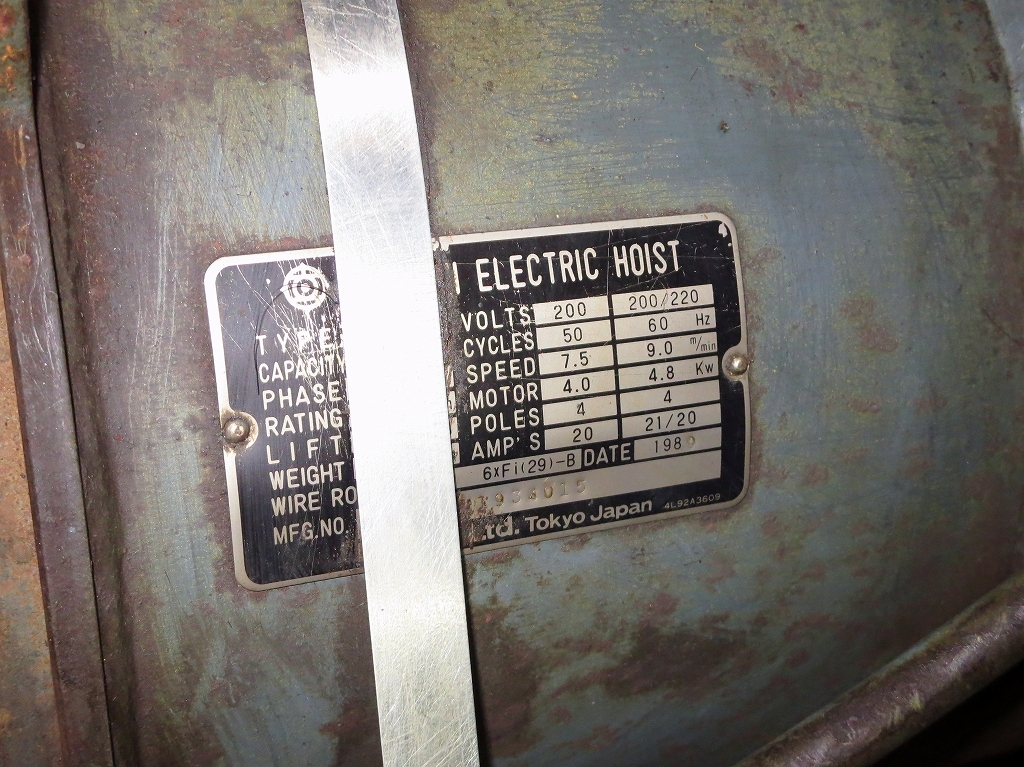 ELECTRIC HOIST
TYPE VOLTS 200 200/220
CAPACITY CYCLES 50 60 Hz
PHASE SPEED 7.5 9.0 m/min
RATING MOTOR 4.0 4.8 Kw
LIFT POLES 4 4
WEIGHT AMP'S 20 21/20
WIRE RO 6xFi(29)-B DATE 198
MFG.NO. 934015
Ltd. Tokyo Japan 4L92A3609